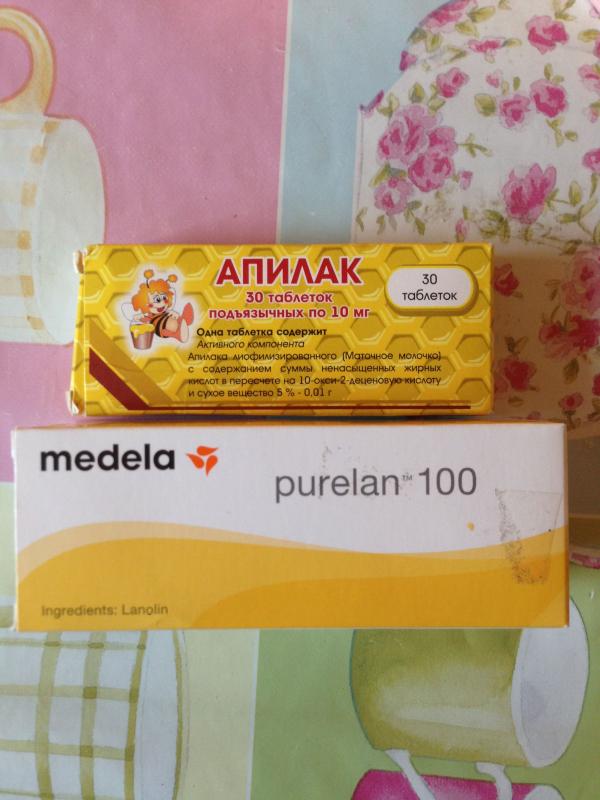 АПИЛАК
30 таблеток
подъязычных по 10 мг
30
таблеток
Одна таблетка содержит
Активного компонента
Апилака лиофилизированного (Маточное молочко)
с содержанием суммы ненасыщенных жирных
кислот в пересчете на 10-окси-2-деценовую кислоту
и сухое вещество 5 % - 0,01 г
medela
purelan™ 100
Ingredients: Lanolin